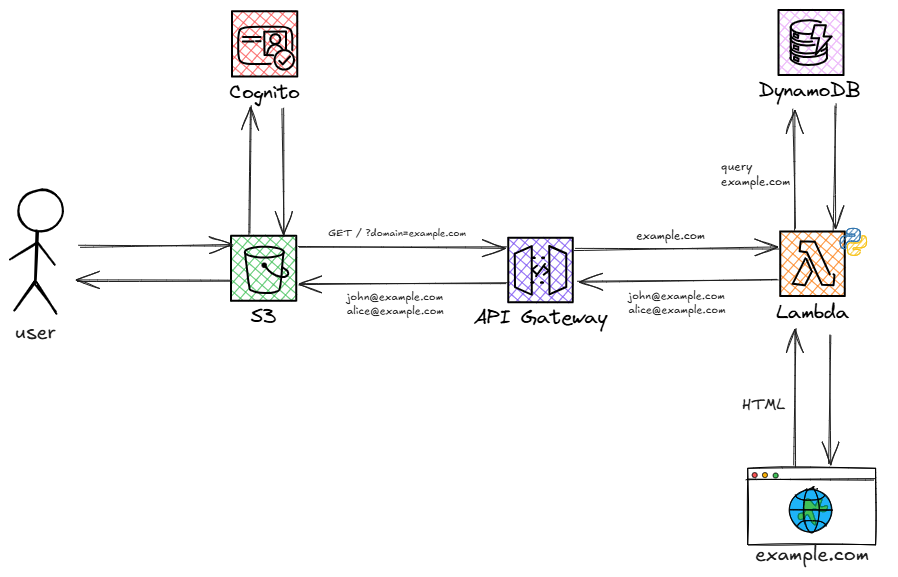 Cognito
DynamoDB
query
example.com
GET / ?domain=example.com
example.com
john@example.com
alice@example.com
john@example.com
alice@example.com
S3
API Gateway
Lambda
user
HTML
example.com